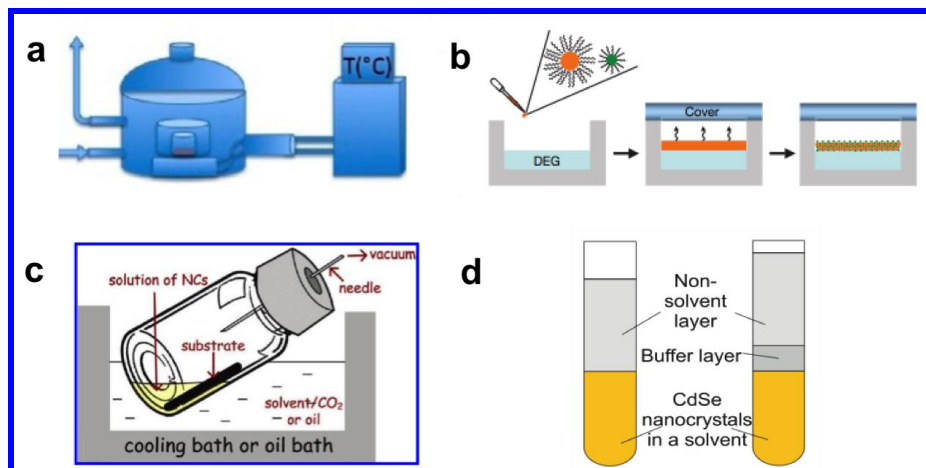 a
T(°C)
b
Cover
DEG
c
solution of NCs
vacuum
needle
substrate
solvent/CO₂
or oil
cooling bath or oil bath
d
Non-
solvent
layer
Buffer layer
CdSe
nanocrystals
in a solvent